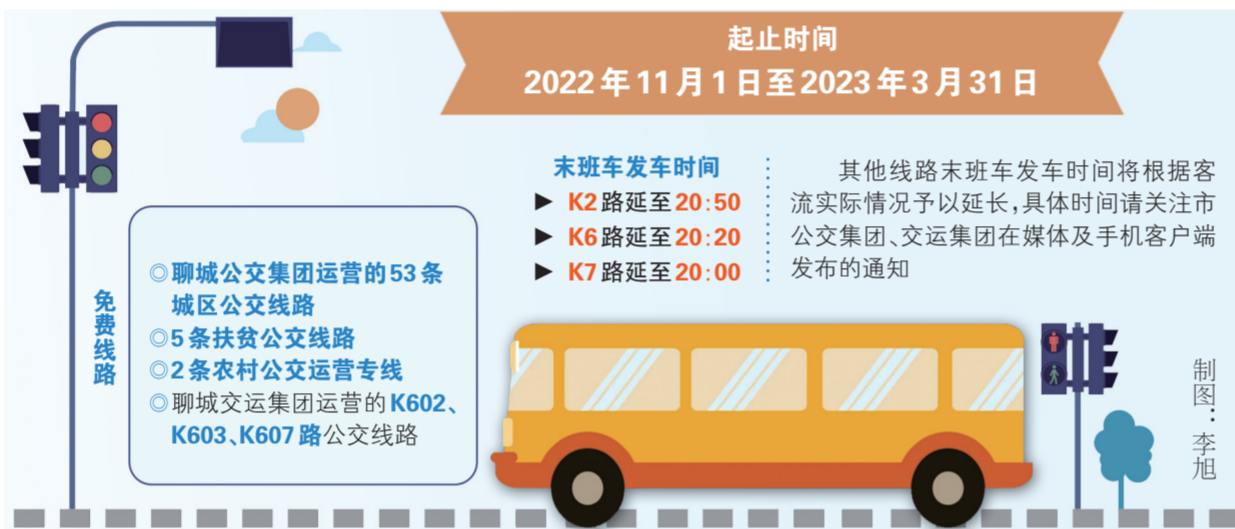 起止时间
2022年11月1日至2023年3月31日
末班车发车时间
▶ K2路延至20:50
▶ K6路延至20:20
▶ K7路延至20:00
其他线路末班车发车时间将根据客
流实际情况予以延长,具体时间请关注市
公交集团、交运集团在媒体及手机客户端
发布的通知
免费线路
◎聊城公交集团运营的53条
城区公交线路
◎5条扶贫公交线路
◎2条农村公交运营专线
◎聊城交运集团运营的K602、
K603、K607路公交线路
制图：李旭